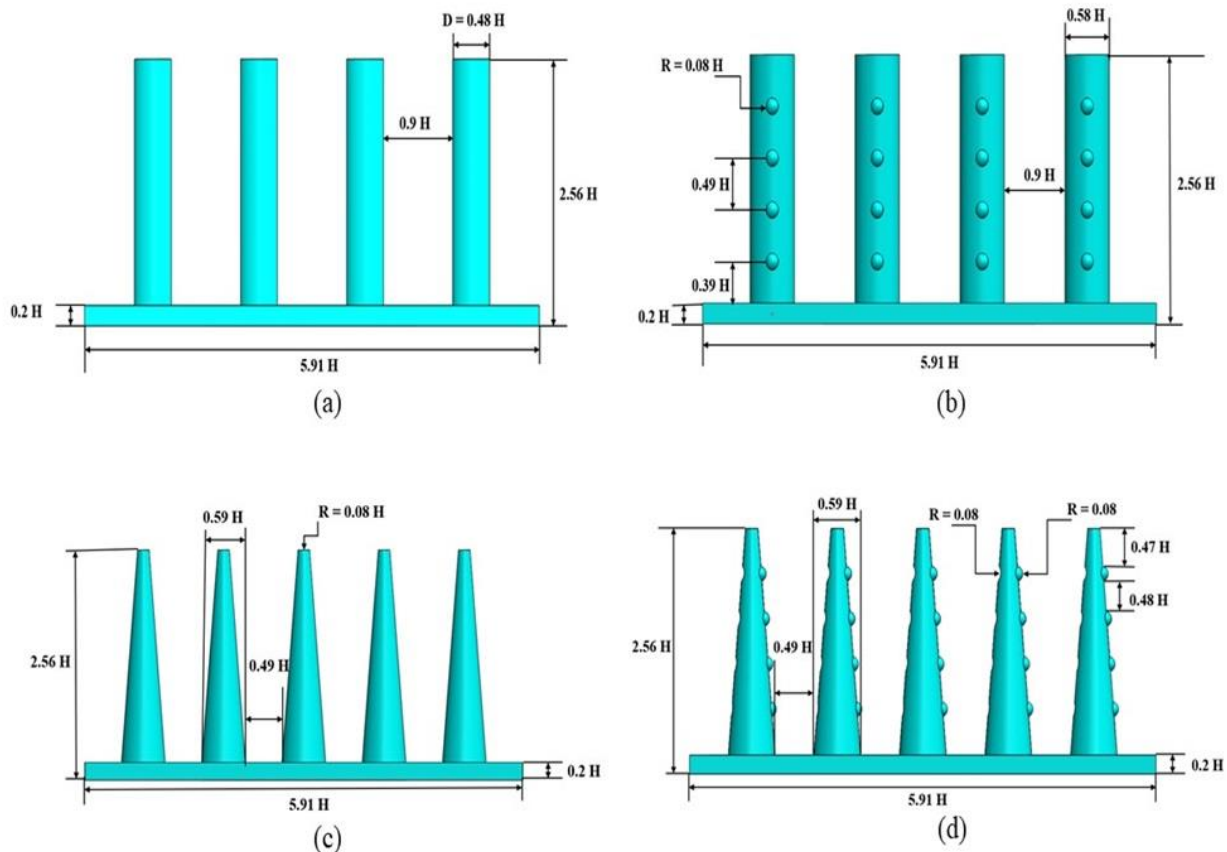 D = 0.48 H
0.9 H
2.56 H
0.2 H
5.91 H
(a)
0.58 H
R = 0.08 H
0.49 H
0.9 H
2.56 H
0.39 H
0.2 H
5.91 H
(b)
0.59 H
R = 0.08 H
2.56 H
0.49 H
0.2 H
5.91 H
(c)
0.59 H
R = 0.08
R = 0.08
0.47 H
0.48 H
2.56 H
0.49 H
0.2 H
5.91 H
(d)